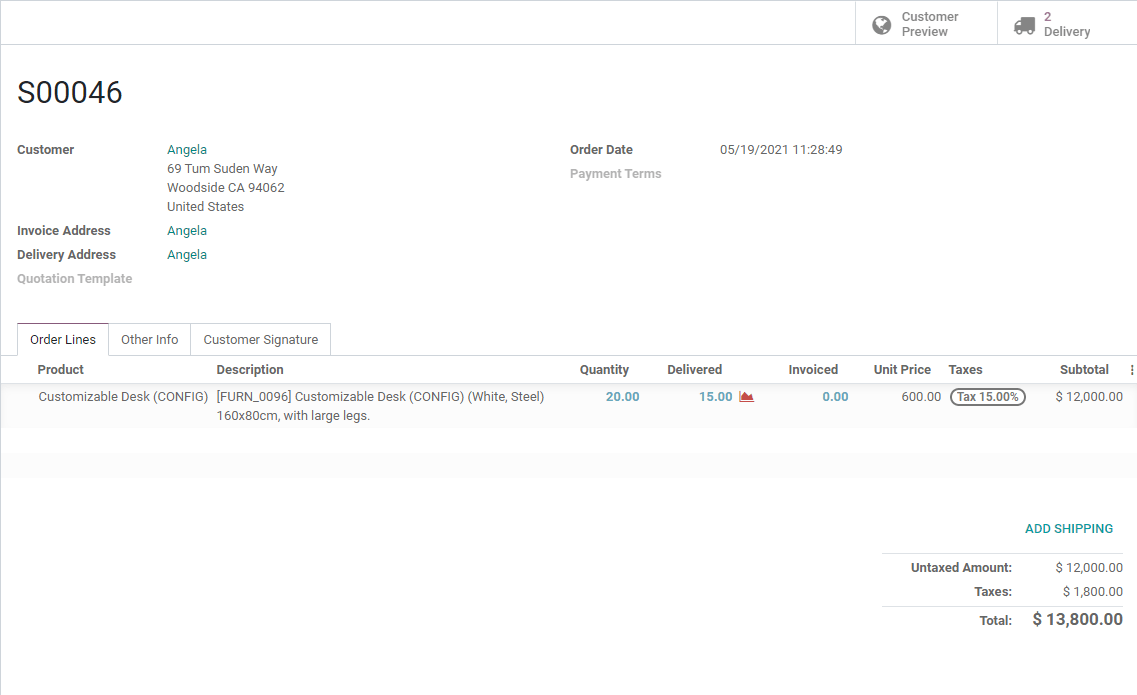 Customer Preview
2 Delivery
S00046
Customer Angela
69 Tum Suden Way
Woodside CA 94062
United States
Invoice Address Angela
Delivery Address Angela
Quotation Template
Order Date 05/19/2021 11:28:49
Payment Terms
Order Lines Other Info Customer Signature
Product Description Quantity Delivered Invoiced Unit Price Taxes Subtotal
Customizable Desk (CONFIG) [FURN_0096] Customizable Desk (CONFIG) (White, Steel) 20.00 15.00 0.00 600.00 Tax 15.00% $ 12,000.00
160x80cm, with large legs.
ADD SHIPPING
Untaxed Amount: $ 12,000.00
Taxes: $ 1,800.00
Total: $ 13,800.00